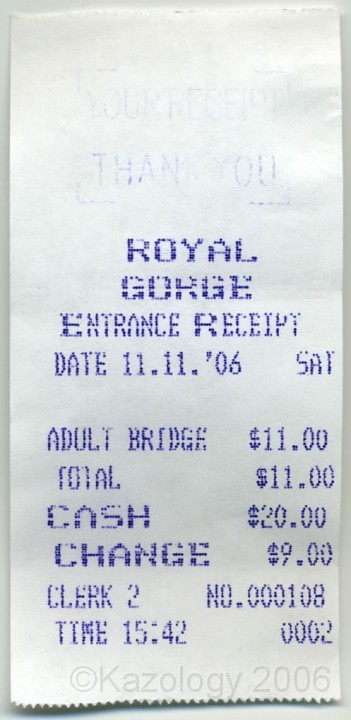 YOUR RECEIPT
THANK YOU
ROYAL
GORGE
ENTRANCE RECEIPT
DATE 11.11.'06 SAT
ADULT BRIDGE $11.00
TOTAL $11.00
CASH $20.00
CHANGE $9.00
CLERK 2 NO.000108
TIME 15:42 0002
©Kazology 2006